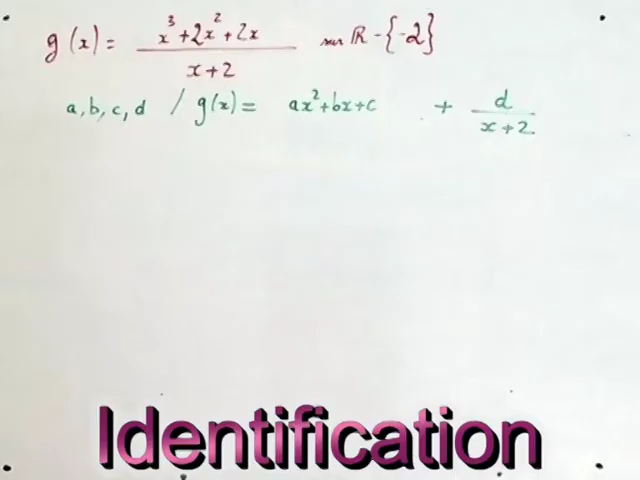 g(x) = (x³+2x²+2x)/(x+2) sur ℝ-{-2}
a, b, c, d / g(x) = ax²+bx+c + d/(x+2)
Identification